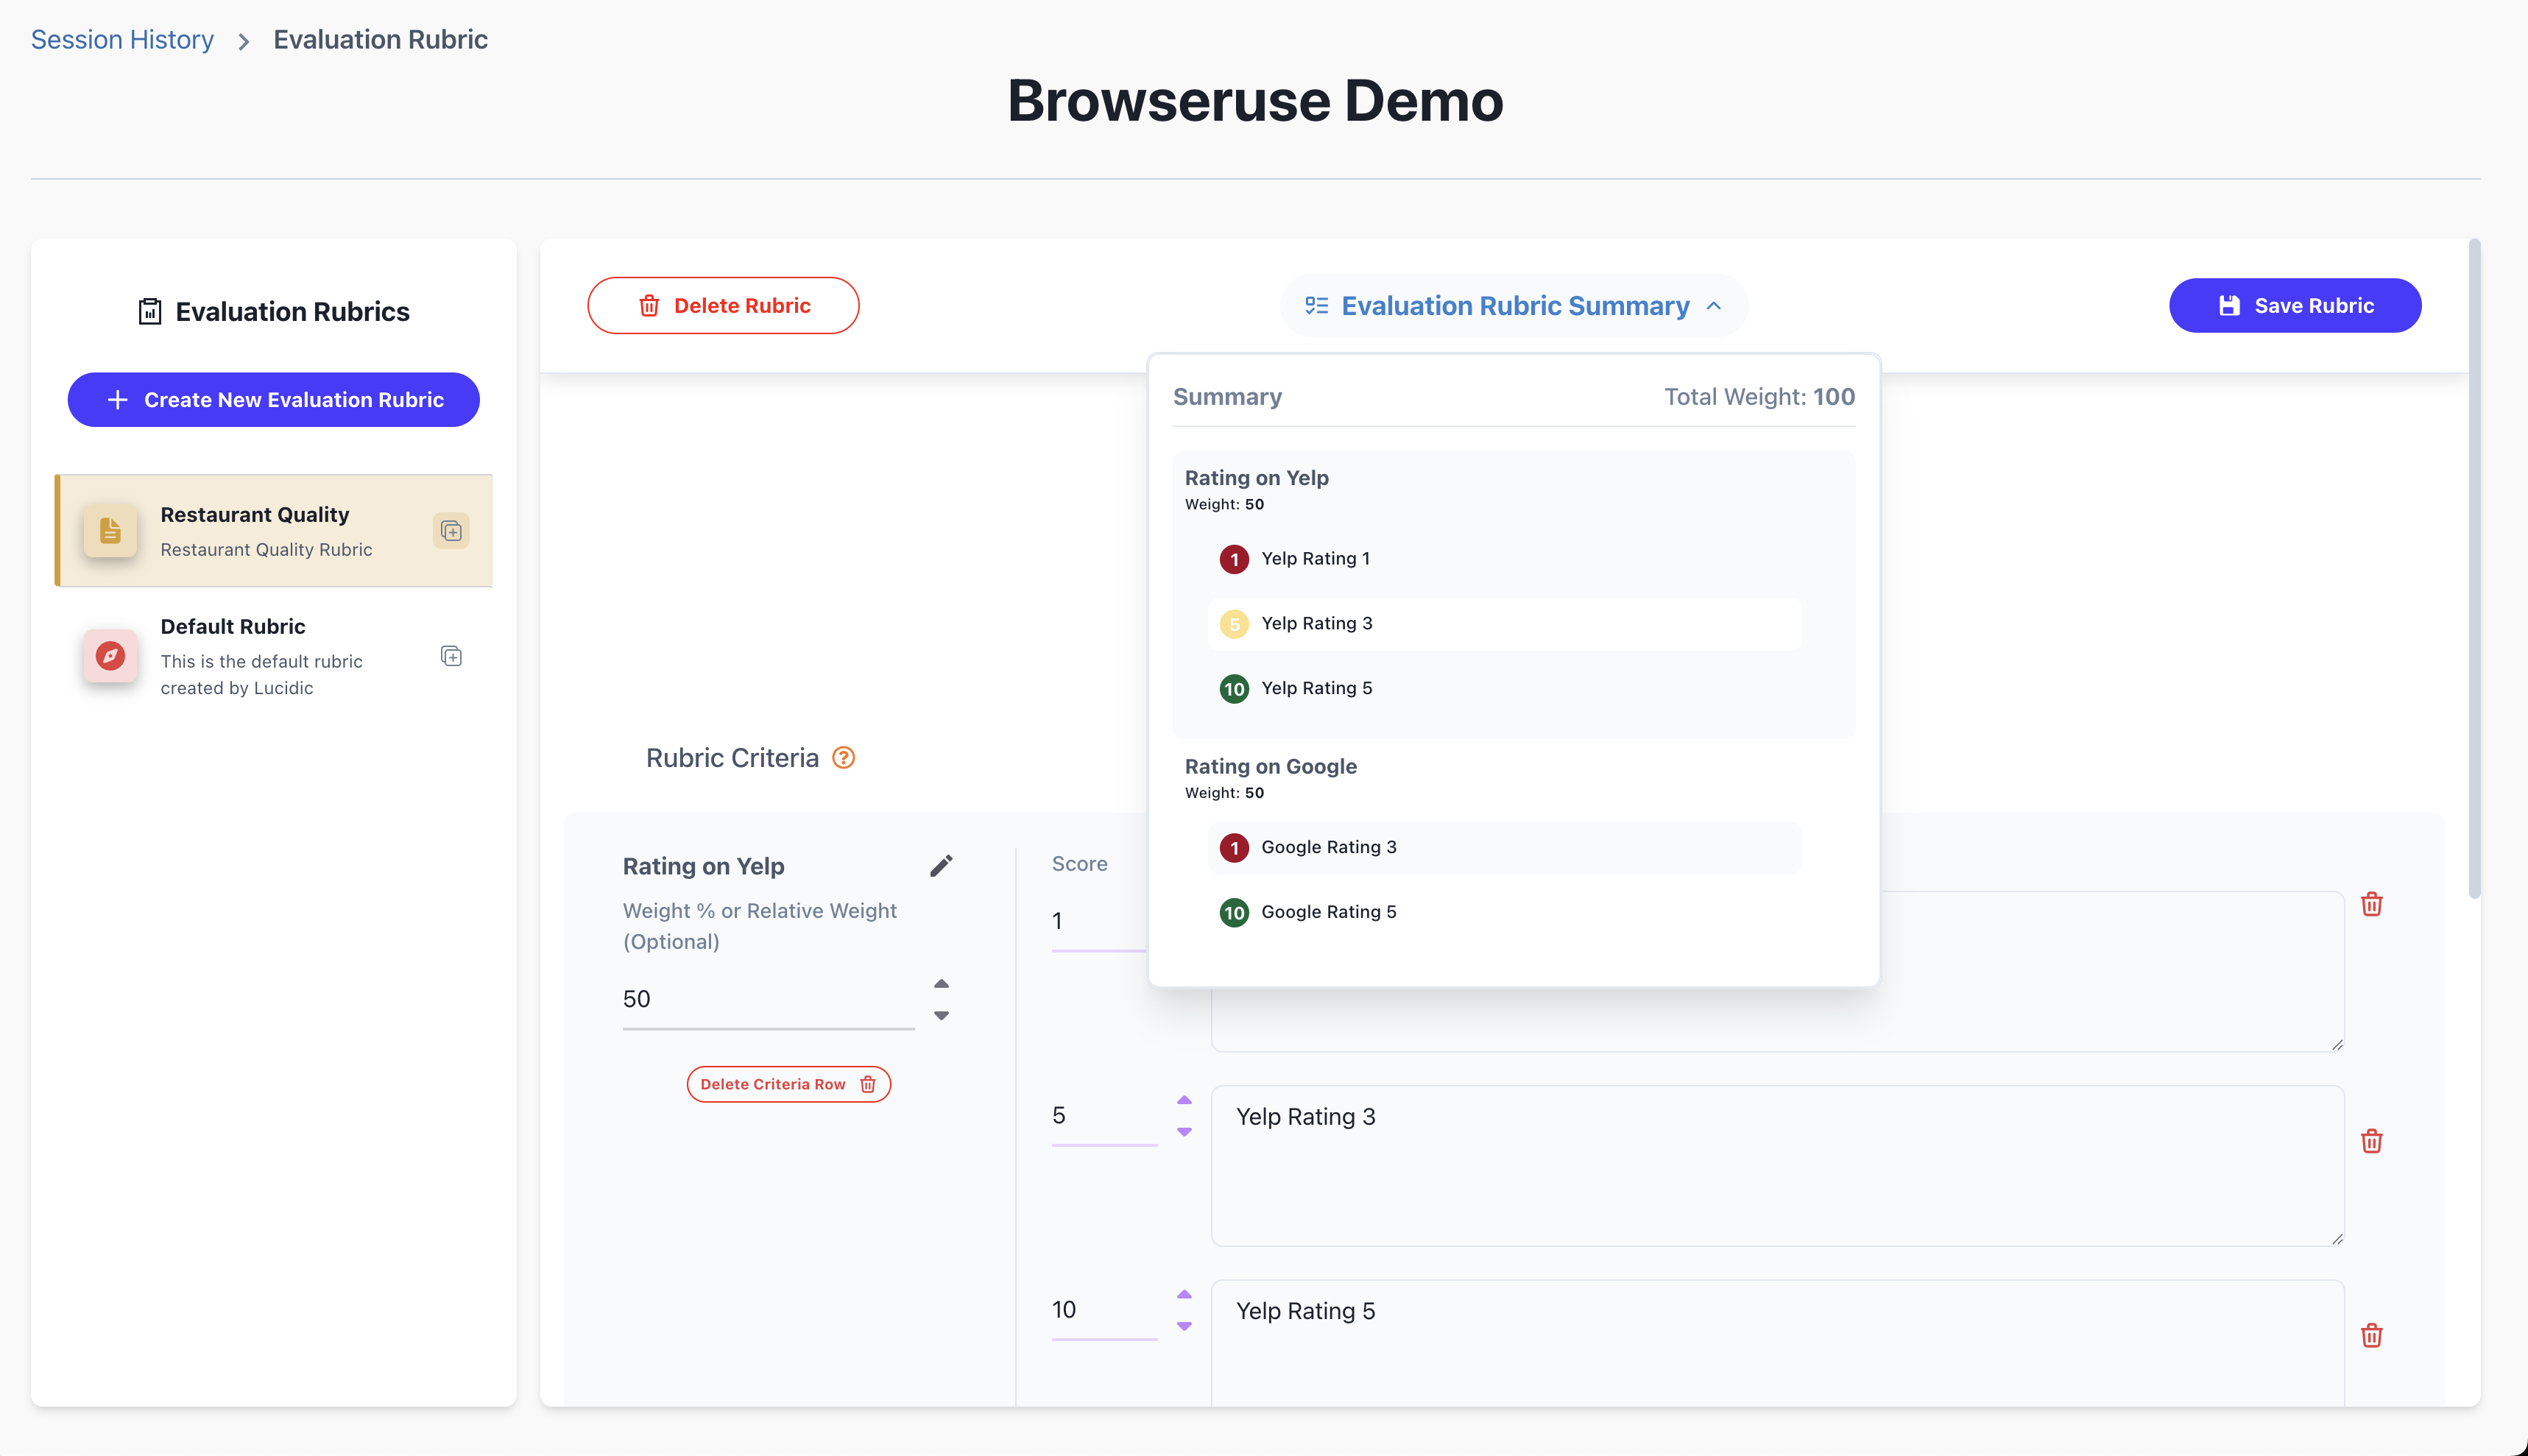 Session History > Evaluation Rubric
Browseruse Demo
Evaluation Rubrics
Create New Evaluation Rubric
Restaurant Quality
Restaurant Quality Rubric
Default Rubric
This is the default rubric
created by Lucidic
Delete Rubric
Evaluation Rubric Summary
Save Rubric
Summary
Total Weight: 100
Rating on Yelp
Weight: 50
1 Yelp Rating 1
5 Yelp Rating 3
10 Yelp Rating 5
Rating on Google
Weight: 50
1 Google Rating 3
10 Google Rating 5
Rubric Criteria ?
Rating on Yelp
Weight % or Relative Weight
(Optional)
50
Delete Criteria Row
Score
1
5
Yelp Rating 3
10
Yelp Rating 5